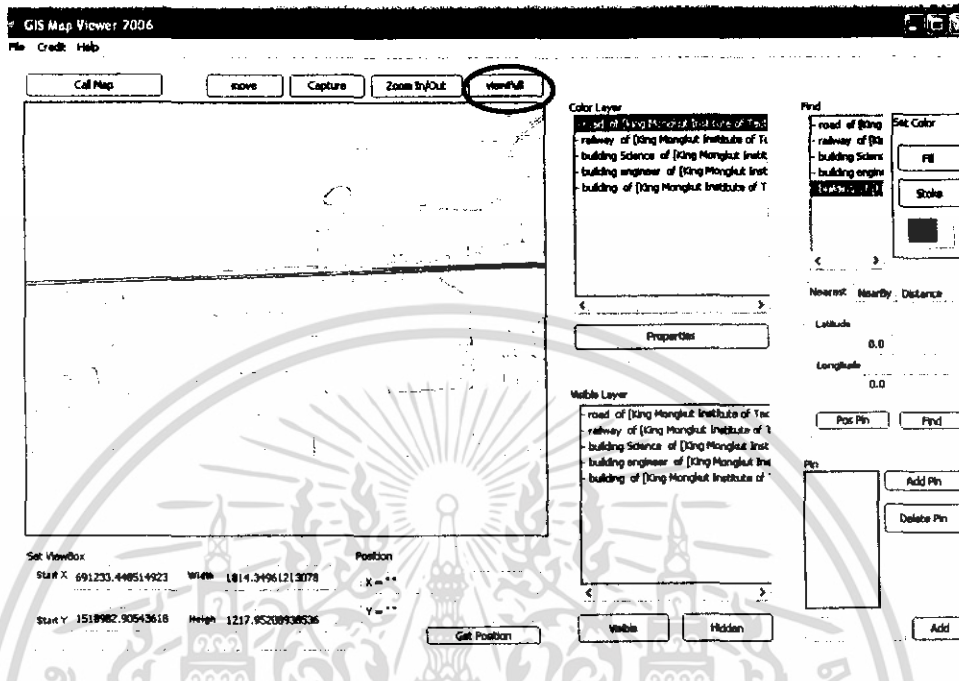 GIS Map Viewer 2006
File Credit Help
Call Map
move
Capture
Zoom In/Out
ViewFull
Color Layer
- road of [King Mongkut Institute of Tec
- railway of [King Mongkut Institute of Te
- building Science of [King Mongkut Instit
- building engineer of [King Mongkut Inst
- building of [King Mongkut Institute of T
Properties
Visible Layer
- road of [King Mongkut Institute of Tec
- railway of [King Mongkut Institute of T
- building Science of [King Mongkut Inst
- building engineer of [King Mongkut Ins
- building of [King Mongkut Institute of
Visible
Hidden
Find
- road of [King
- railway of [Kin
- building Scienc
- building engine
Set Color
Fill
Stoke
Nearest NearBy Distance
Latitude
0.0
Longitude
0.0
Pos Pin
Find
Pin
Add Pin
Delete Pin
Add
Set ViewBox
Start X 691233.448514923 Width 1814.34961213078
Start Y 1518982.90543618 Heigh 1217.95208938536
Position
X = ""
Y = ""
Get Position